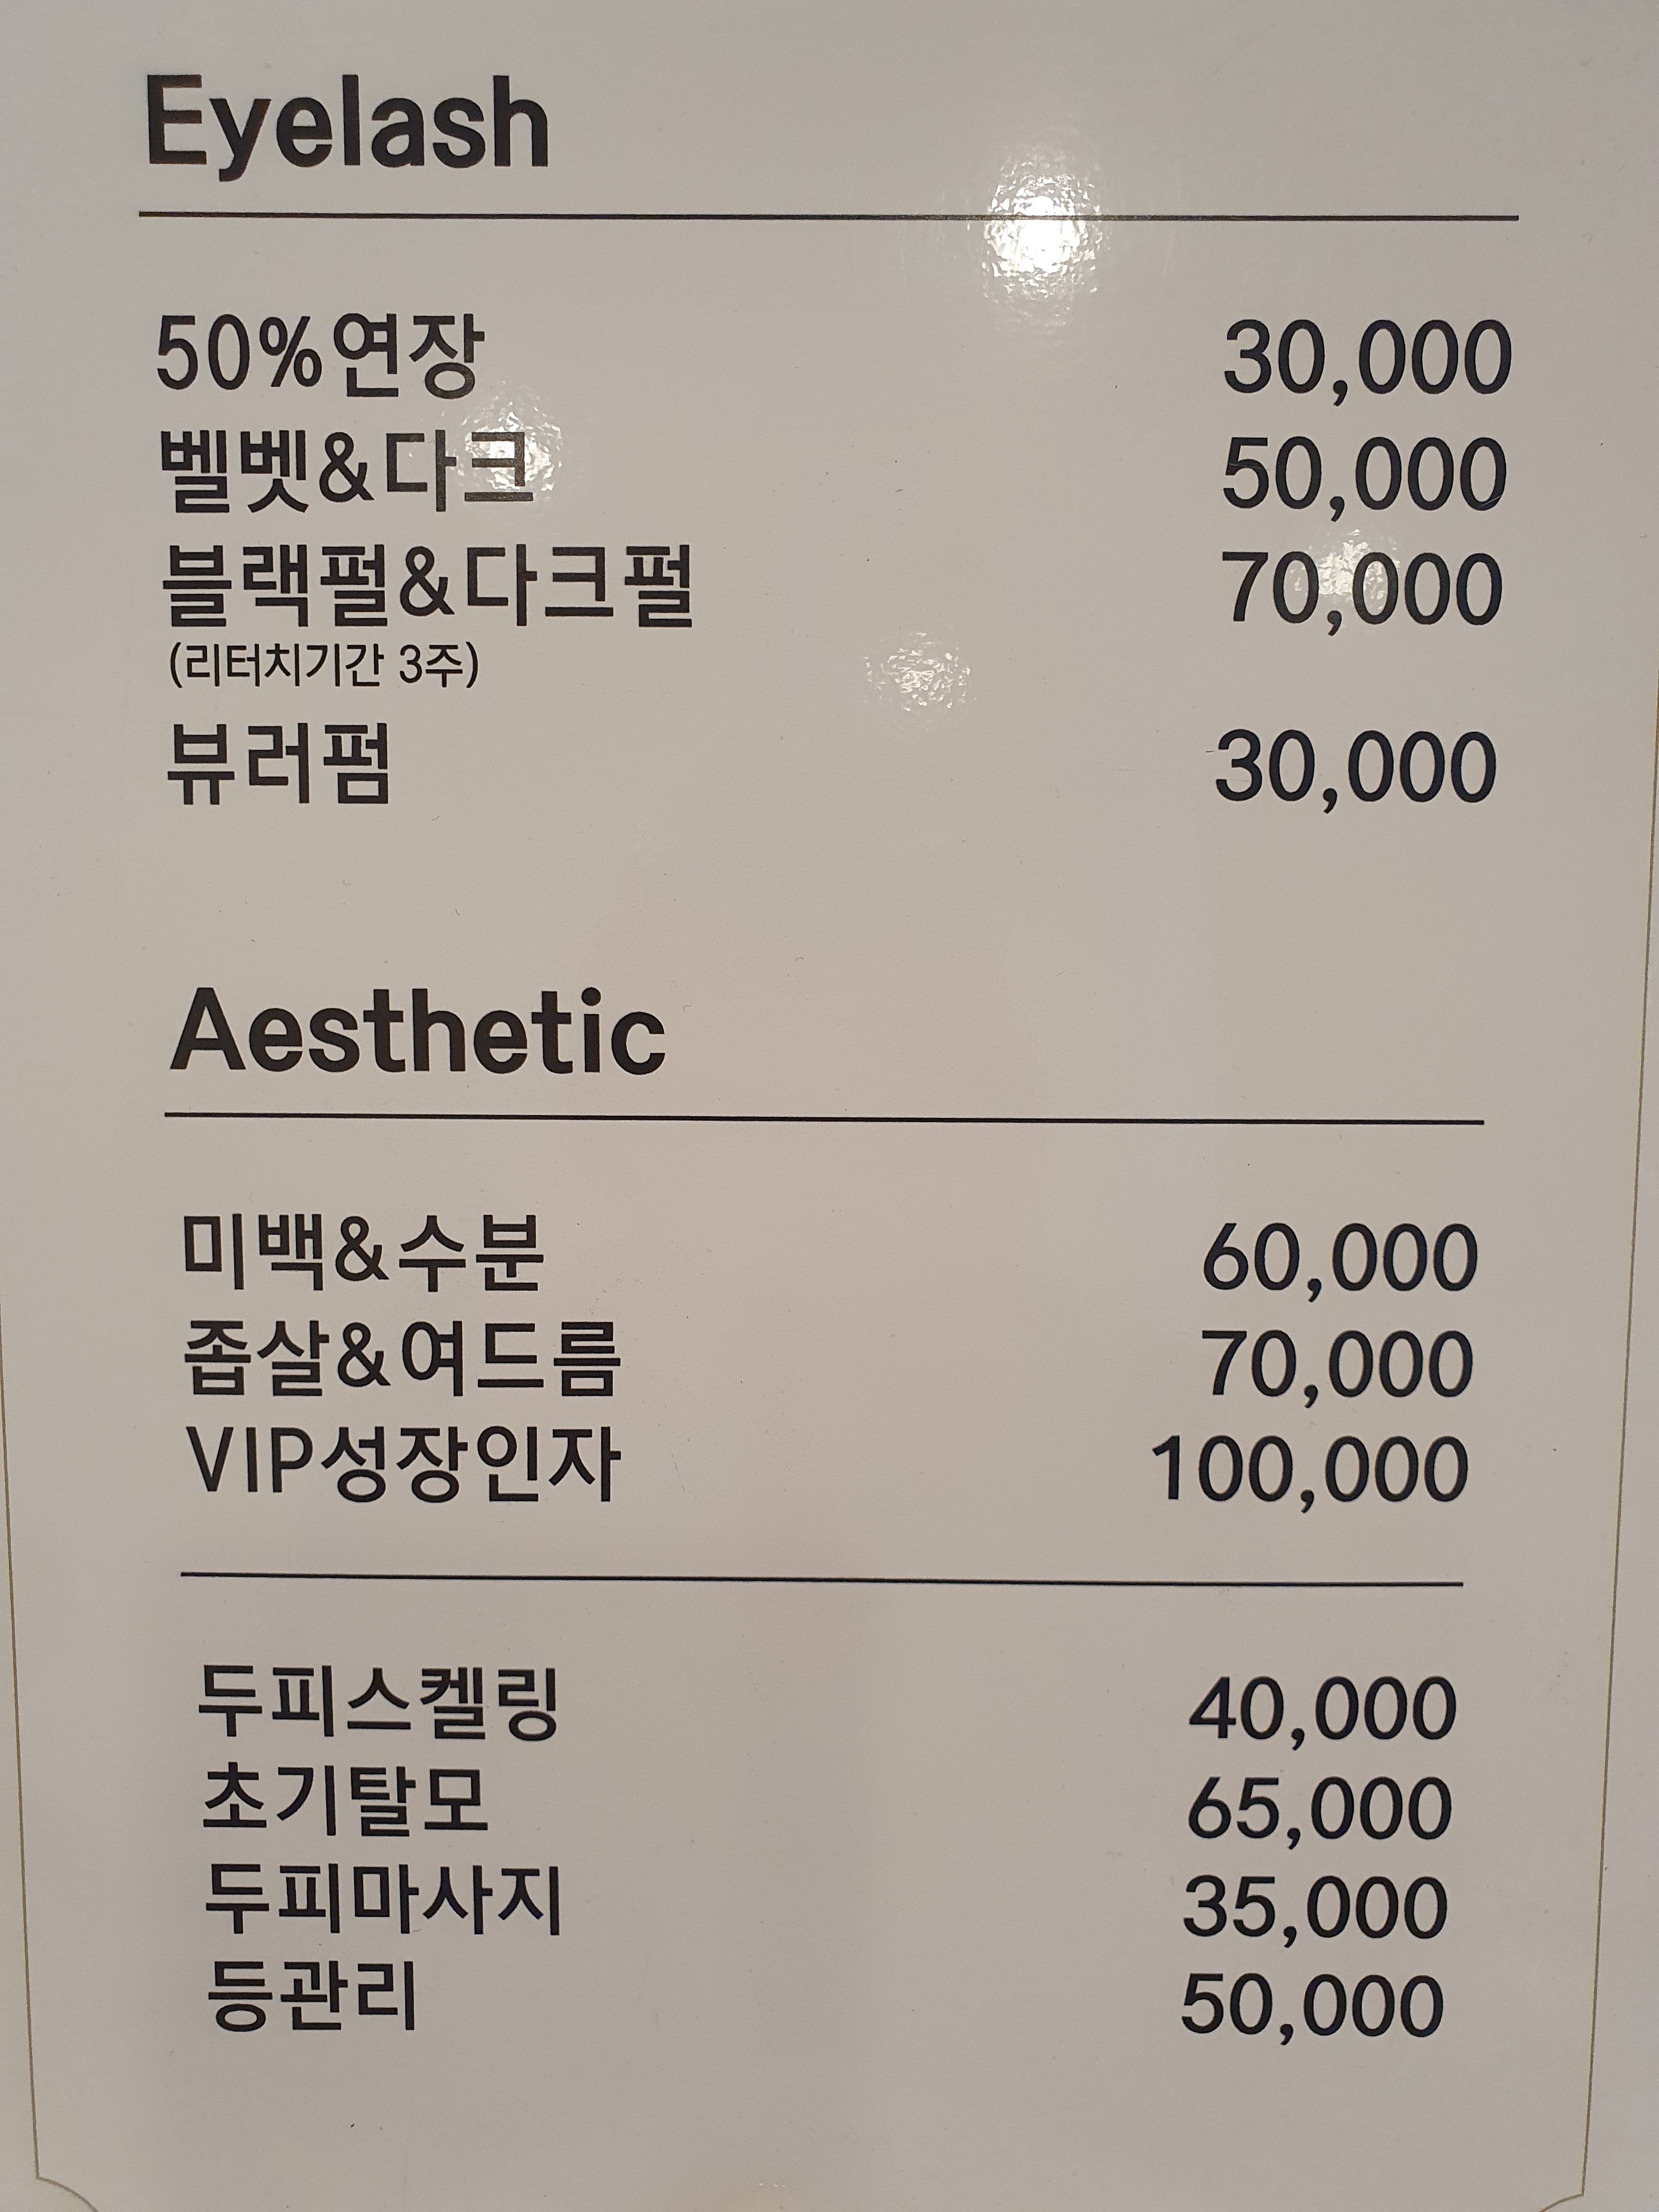 Eyelash
50%연장 30,000
벨벳&다크 50,000
블랙펄&다크펄 70,000
(리터치기간 3주)
뷰러펌 30,000
Aesthetic
미백&수분 60,000
좁살&여드름 70,000
VIP성장인자 100,000
두피스켈링 40,000
초기탈모 65,000
두피마사지 35,000
등관리 50,000